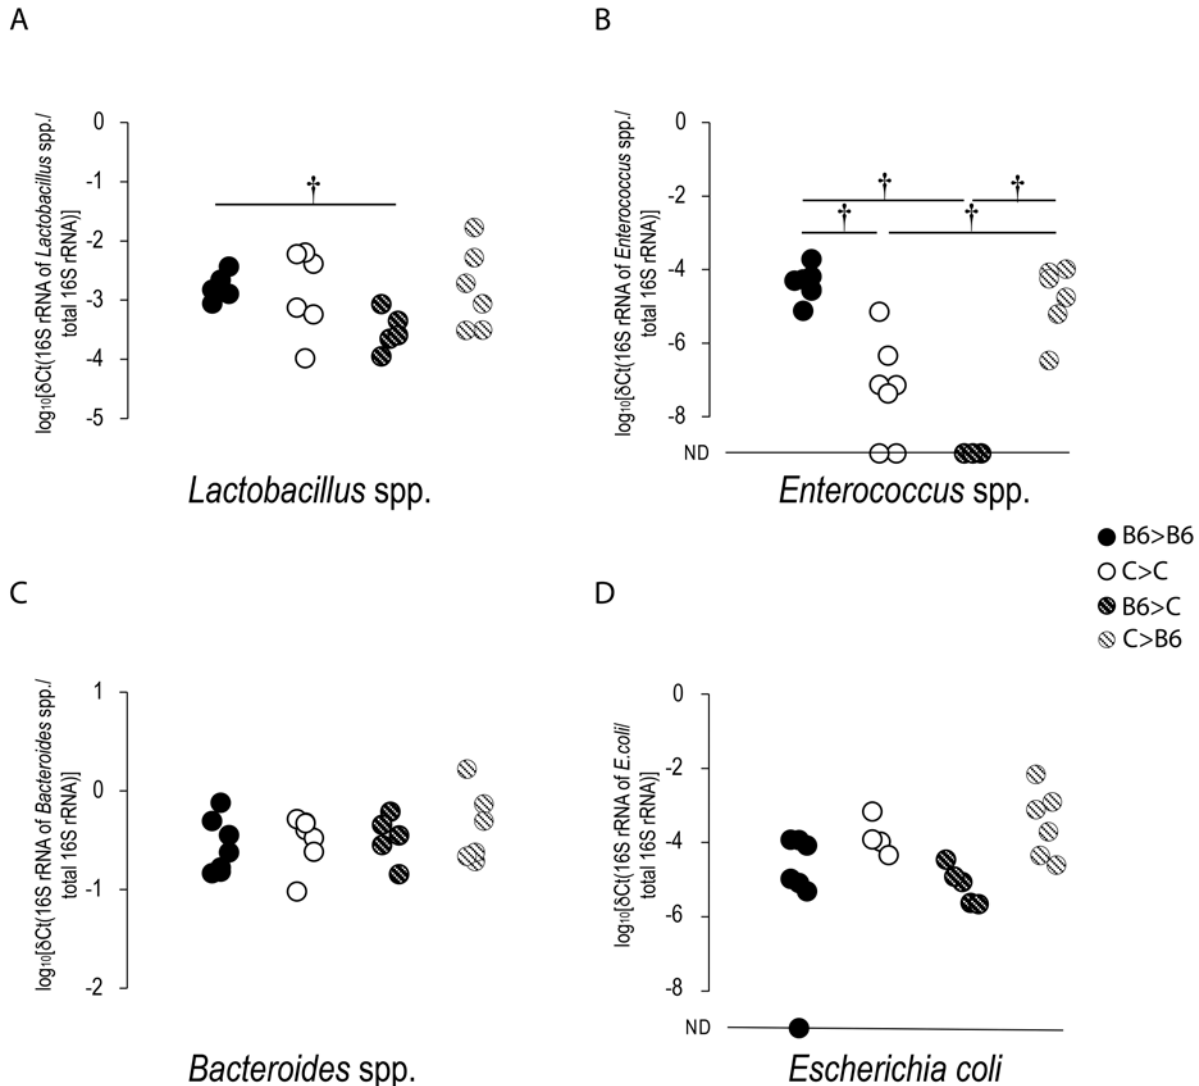 A
log₁₀[δCt(16S rRNA of Lactobacillus spp./
total 16S rRNA)]
0
-1
-2
-3
-4
-5
†
Lactobacillus spp.
B
log₁₀[δCt(16S rRNA of Enterococcus spp./
total 16S rRNA)]
0
-2
-4
-6
-8
ND
† †
† †
Enterococcus spp.
B6>B6
C>C
B6>C
C>B6
C
log₁₀[δCt(16S rRNA of Bacteroides spp./
total 16S rRNA)]
1
0
-1
-2
Bacteroides spp.
D
log₁₀[δCt(16S rRNA of E.coli/
total 16S rRNA)]
0
-2
-4
-6
-8
ND
Escherichia coli